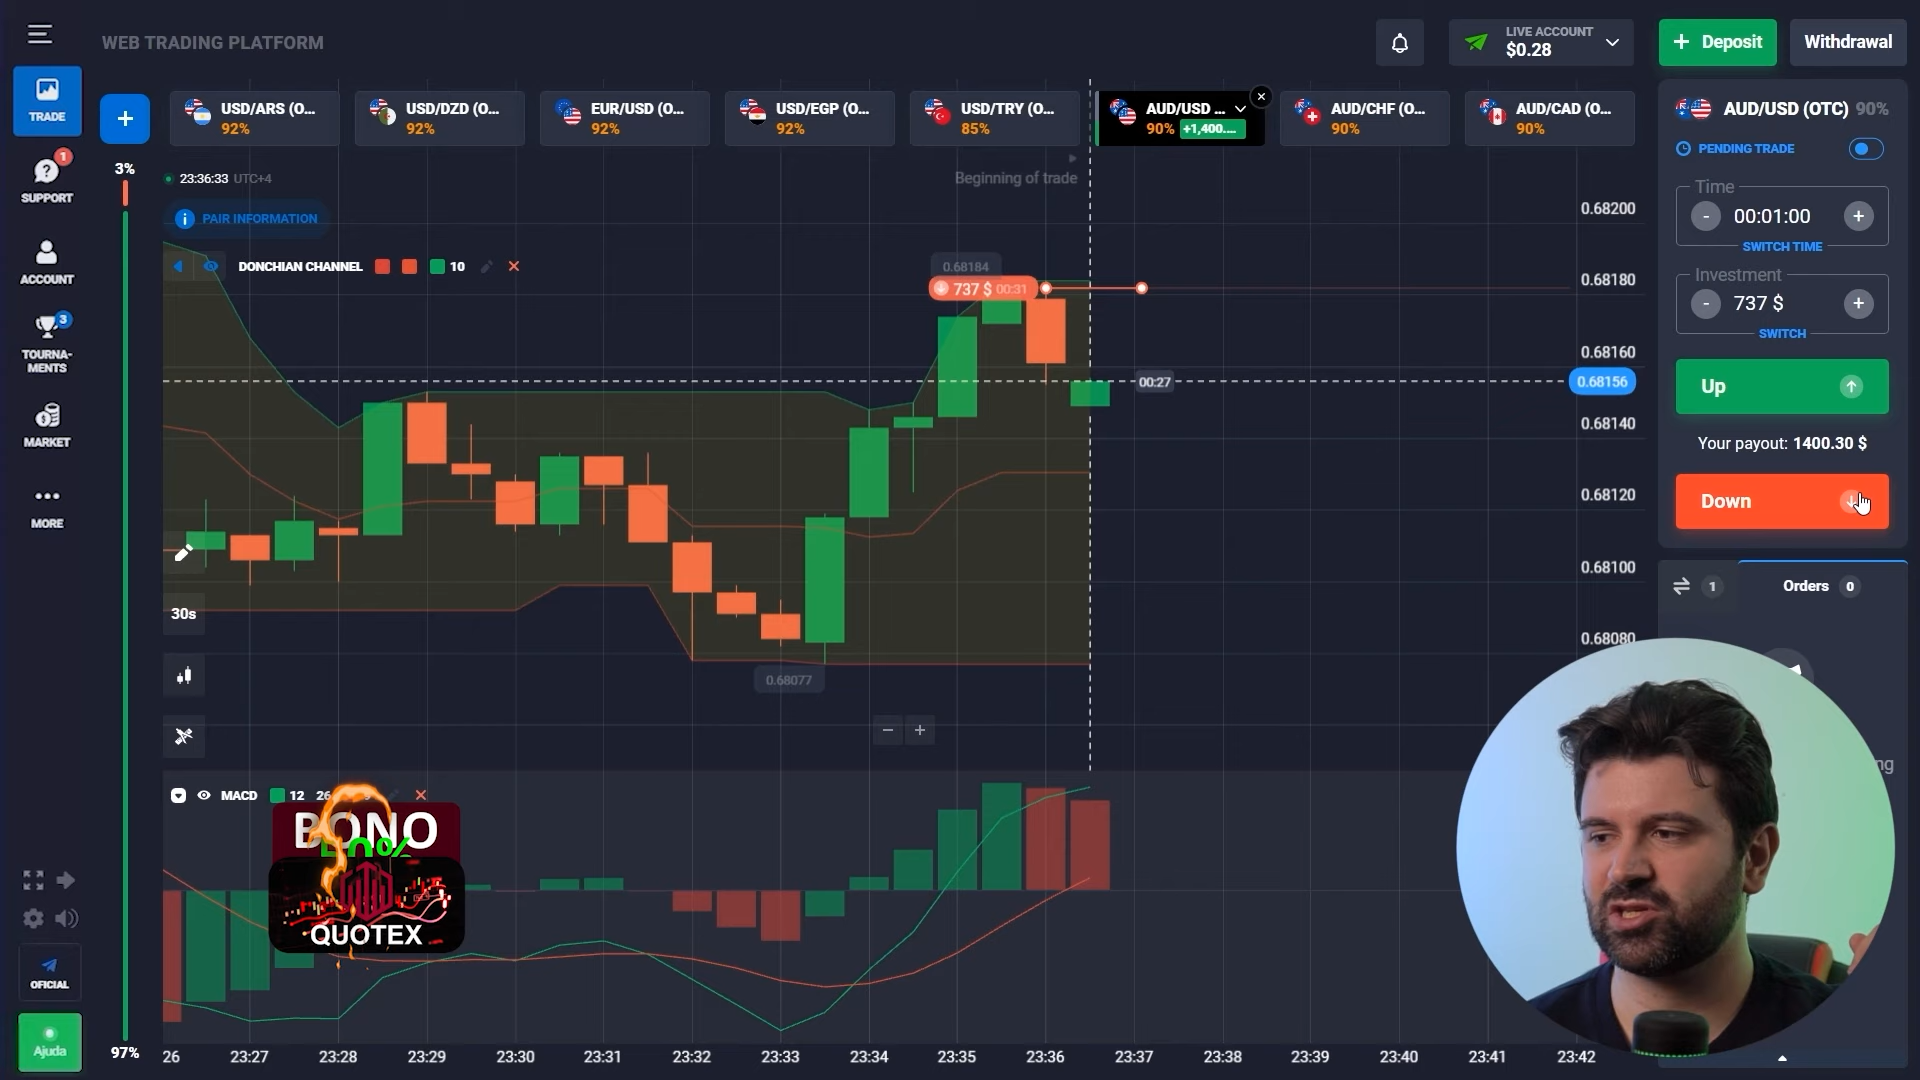 WEB TRADING PLATFORM
LIVE ACCOUNT
$0.28
+ Deposit
Withdrawal
TRADE
+
USD/ARS (O...
92%
USD/DZD (O...
92%
EUR/USD (O...
92%
USD/EGP (O...
92%
USD/TRY (O...
85%
AUD/USD ...
90% +1,400....
AUD/CHF (O...
90%
AUD/CAD (O...
90%
AUD/USD (OTC) 90%
PENDING TRADE
1
SUPPORT
3%
23:36:33 UTC+4
Beginning of trade
PAIR INFORMATION
DONCHIAN CHANNEL 10
0.68184
737 $ 00:31
00:27
0.68156
0.68077
0.68200
0.68180
0.68160
0.68140
0.68120
0.68100
0.68080
Time
- 00:01:00 +
SWITCH TIME
Investment
- 737 $ +
SWITCH
Up
Your payout: 1400.30 $
Down
1
Orders 0
ACCOUNT
3
TOURNA-
MENTS
MARKET
MORE
30s
− +
MACD 12 26
BONO
QUOTEX
OFICIAL
Ajuda
97%
26 23:27 23:28 23:29 23:30 23:31 23:32 23:33 23:34 23:35 23:36 23:37 23:38 23:39 23:40 23:41 23:42